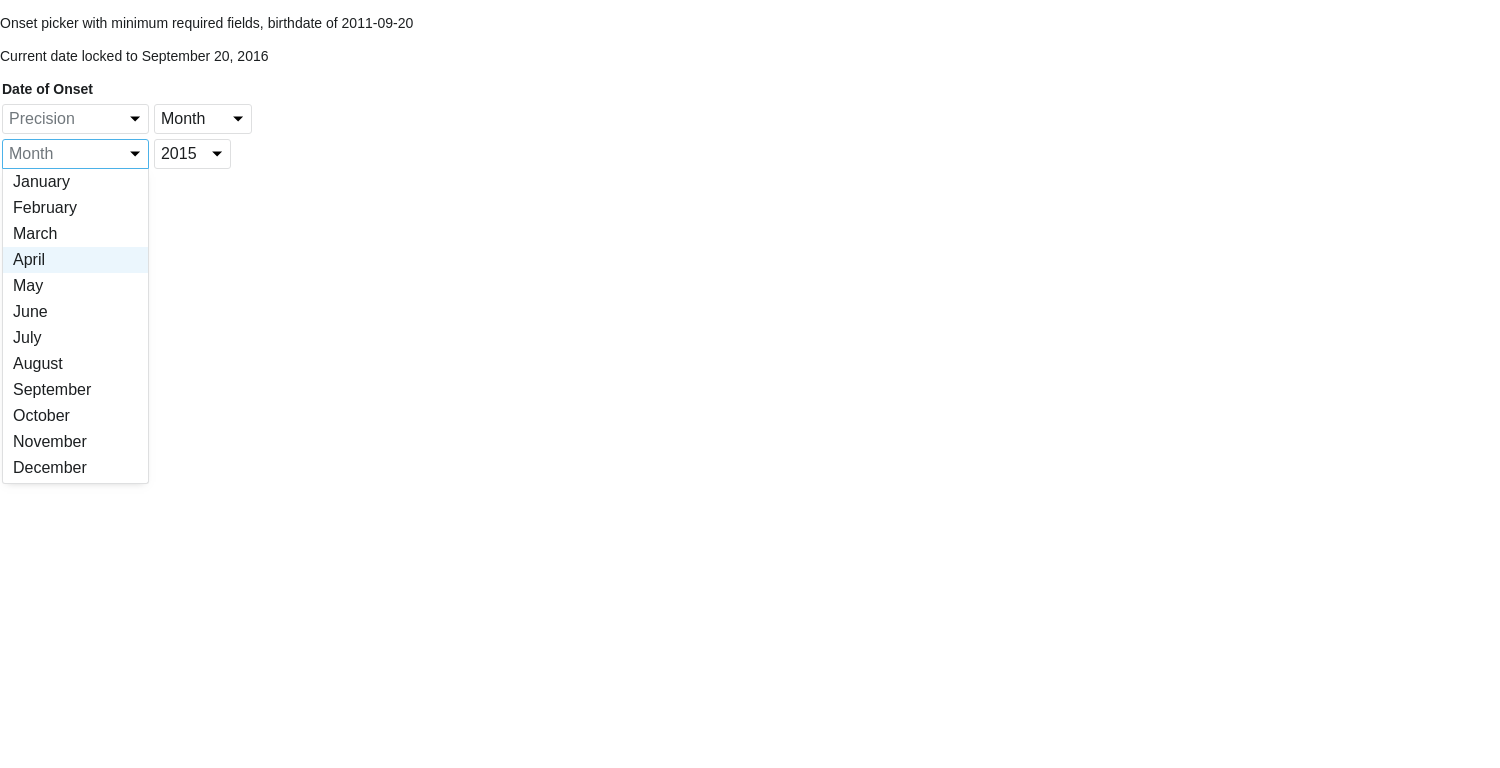 Onset picker with minimum required fields, birthdate of 2011-09-20
Current date locked to September 20, 2016
Date of Onset
Precision Month
Month 2015
January
February
March
April
May
June
July
August
September
October
November
December